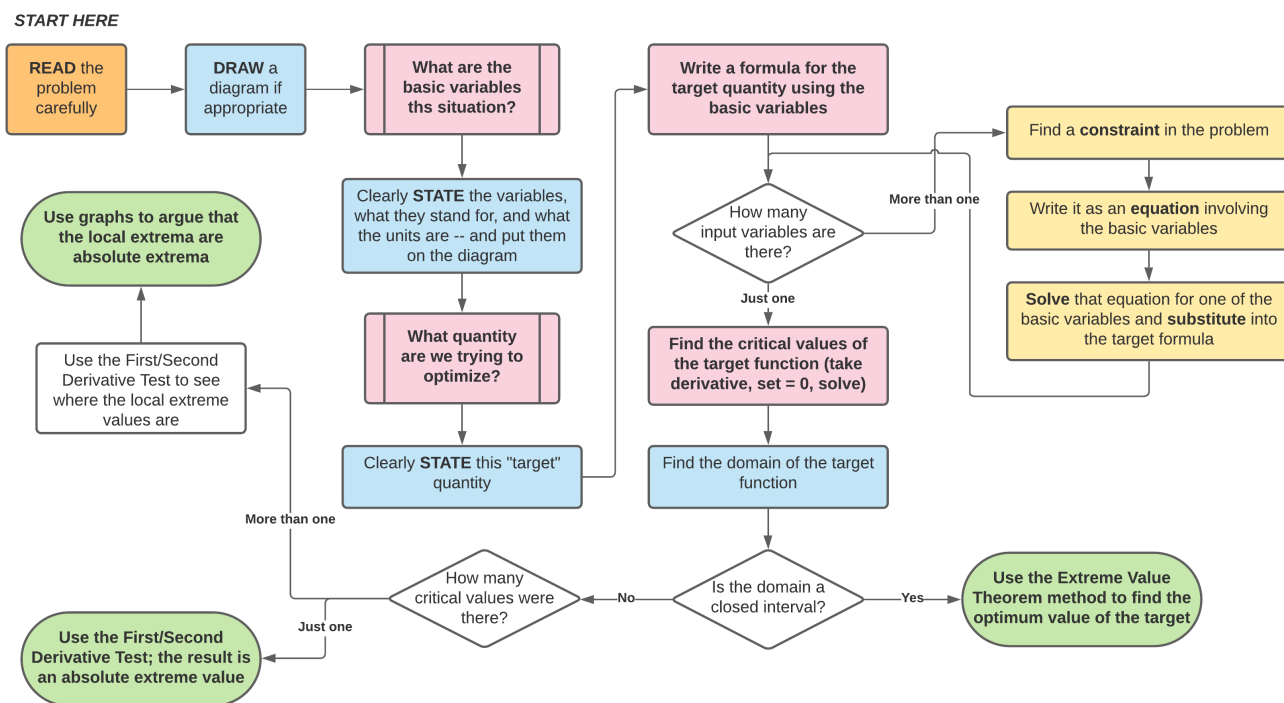 START HERE
READ the
problem
carefully
DRAW a
diagram if
appropriate
What are the
basic variables
ths situation?
Clearly STATE the variables,
what they stand for, and what
the units are -- and put them
on the diagram
What quantity
are we trying to
optimize?
Clearly STATE this "target"
quantity
Write a formula for the
target quantity using the
basic variables
How many
input variables are
there?
More than one
Find a constraint in the problem
Write it as an equation involving
the basic variables
Solve that equation for one of the
basic variables and substitute into
the target formula
Just one
Find the critical values of
the target function (take
derivative, set = 0, solve)
Find the domain of the target
function
Is the domain a
closed interval?
Yes
Use the Extreme Value
Theorem method to find the
optimum value of the target
No
How many
critical values were
there?
Just one
Use the First/Second
Derivative Test; the result is
an absolute extreme value
More than one
Use the First/Second
Derivative Test to see
where the local extreme
values are
Use graphs to argue that
the local extrema are
absolute extrema